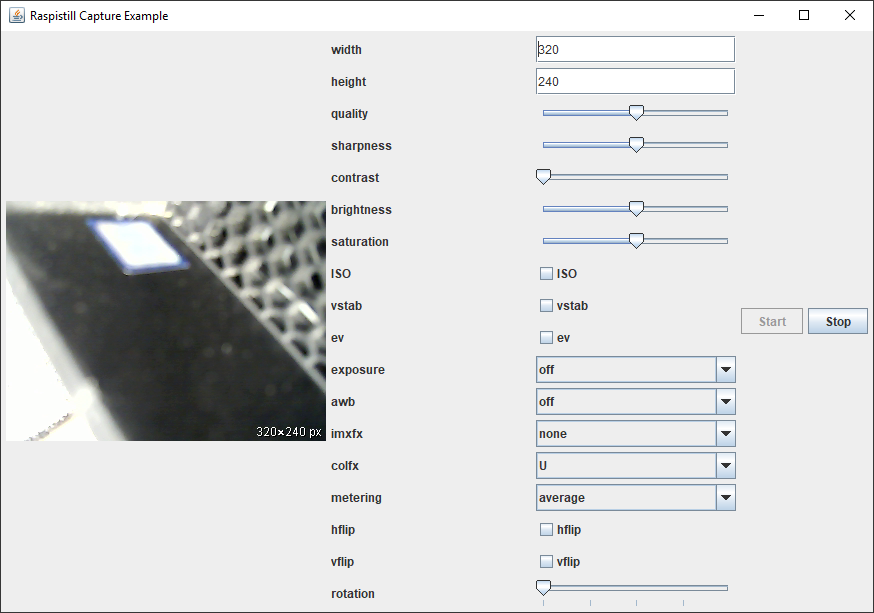 Raspistill Capture Example
width 320
height 240
quality
sharpness
contrast
brightness
saturation
ISO ISO
vstab vstab
ev ev
Start Stop
exposure off
awb off
imxfx none
colfx U
metering average
hflip hflip
vflip vflip
rotation
320×240 px